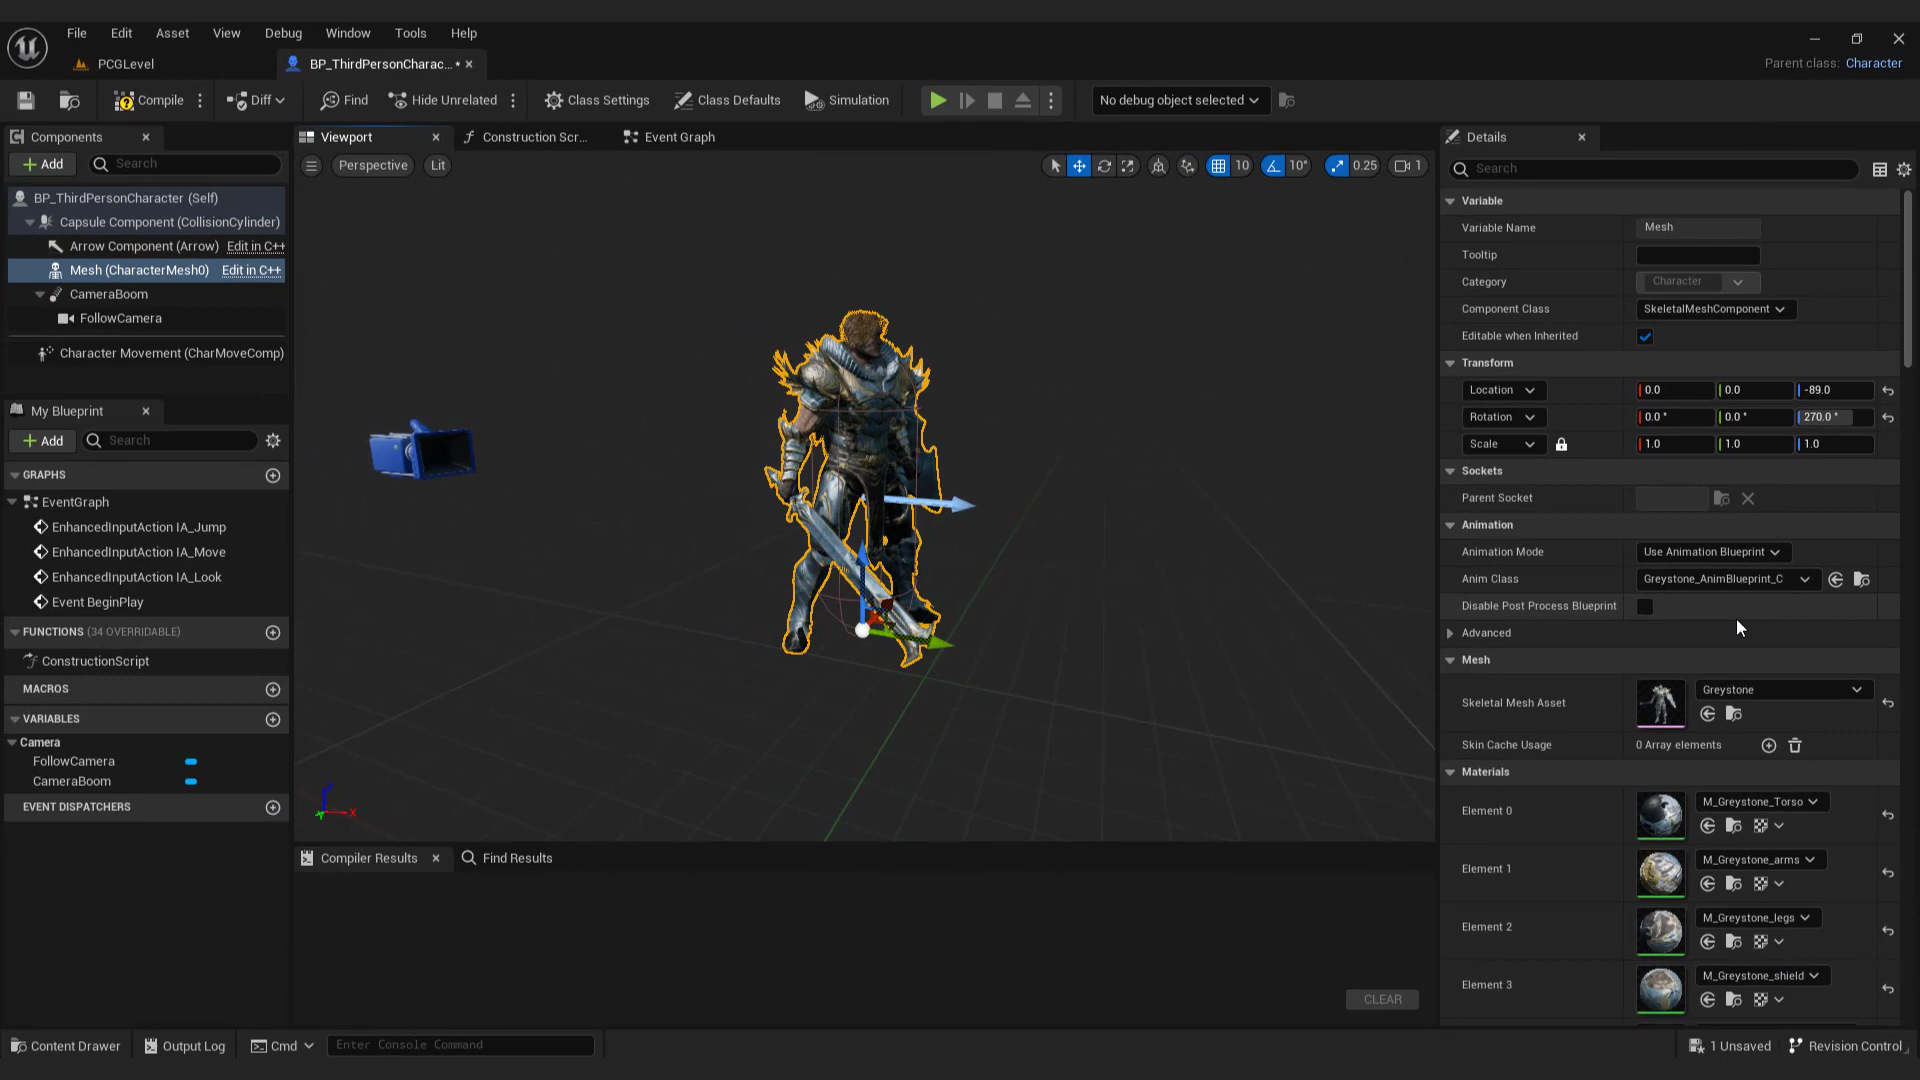 File Edit Asset View Debug Window Tools Help
PCGLevel
BP_ThirdPersonCharac... •
Parent class: Character
Compile
Diff
Find
Hide Unrelated
Class Settings
Class Defaults
Simulation
No debug object selected
Components
Add
Search
BP_ThirdPersonCharacter (Self)
Capsule Component (CollisionCylinder)
Arrow Component (Arrow) Edit in C++
Mesh (CharacterMesh0) Edit in C++
CameraBoom
FollowCamera
Character Movement (CharMoveComp)
My Blueprint
Add
Search
GRAPHS
EventGraph
EnhancedInputAction IA_Jump
EnhancedInputAction IA_Move
EnhancedInputAction IA_Look
Event BeginPlay
FUNCTIONS (34 OVERRIDABLE)
ConstructionScript
MACROS
VARIABLES
Camera
FollowCamera
CameraBoom
EVENT DISPATCHERS
Viewport
Construction Scr...
Event Graph
Perspective
Lit
10
10°
0.25
1
X
Compiler Results
Find Results
CLEAR
Details
Search
Variable
Variable Name Mesh
Tooltip
Category Character
Component Class SkeletalMeshComponent
Editable when Inherited
Transform
Location 0.0 0.0 -89.0
Rotation 0.0 ° 0.0 ° 270.0 °
Scale 1.0 1.0 1.0
Sockets
Parent Socket
Animation
Animation Mode Use Animation Blueprint
Anim Class Greystone_AnimBlueprint_C
Disable Post Process Blueprint
Advanced
Mesh
Skeletal Mesh Asset Greystone
Skin Cache Usage 0 Array elements
Materials
Element 0 M_Greystone_Torso
Element 1 M_Greystone_arms
Element 2 M_Greystone_legs
Element 3 M_Greystone_shield
Content Drawer
Output Log
Cmd
Enter Console Command
1 Unsaved
Revision Control